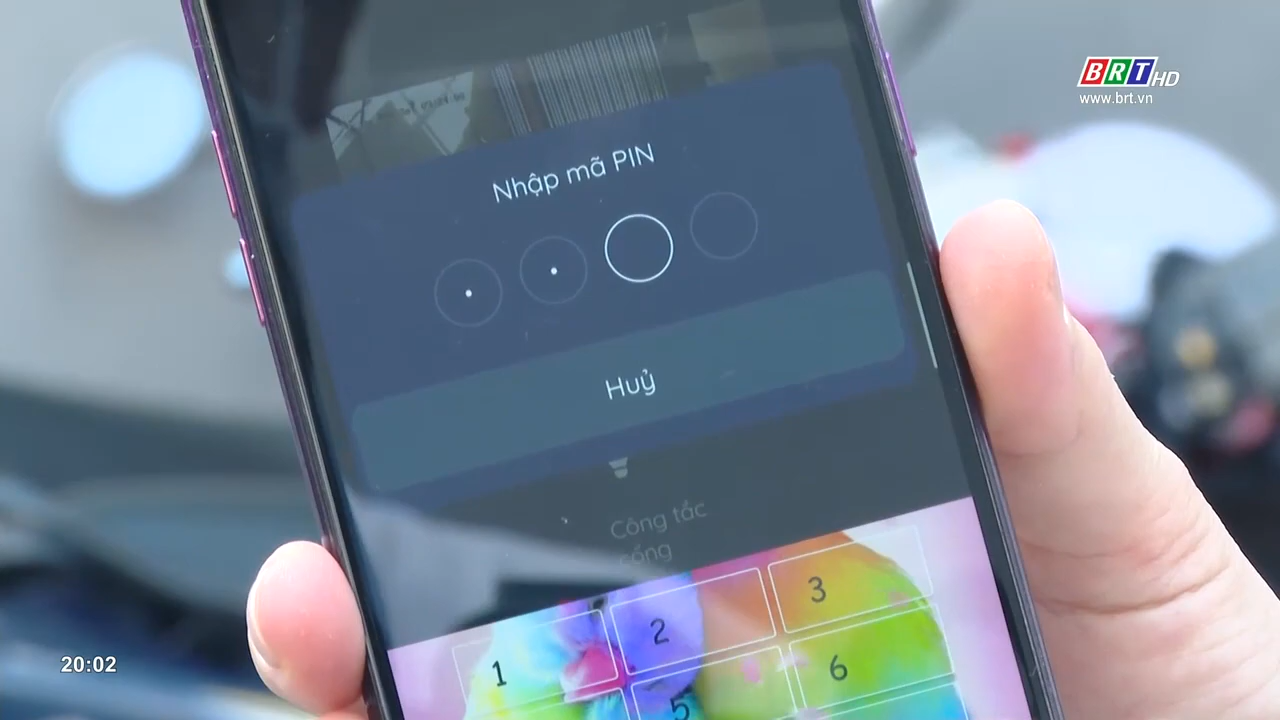 BRT HD
www.brt.vn
Nhập mã PIN
Huỷ
Công tắc
cổng
1
2
3
5
6
20:02